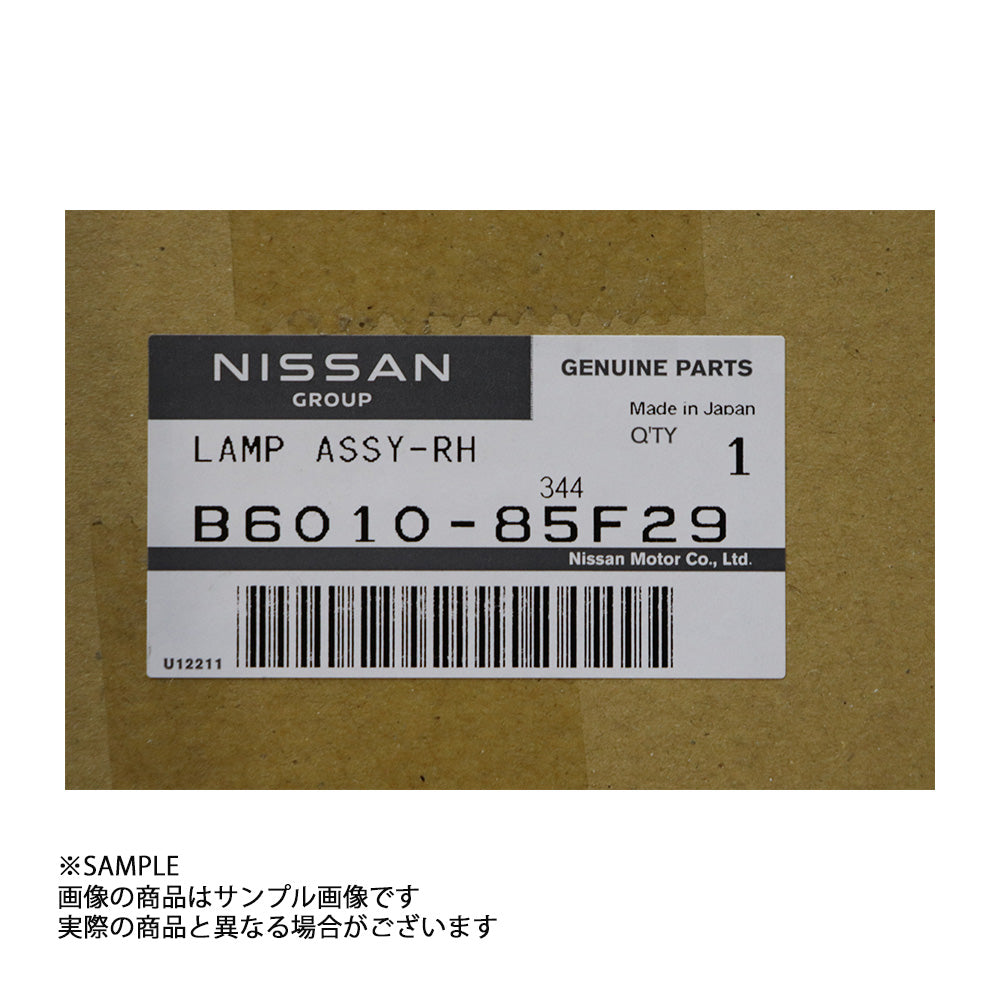 NISSAN
GROUP
GENUINE PARTS
Made in Japan
LAMP ASSY-RH
Q'TY 1
344
B6010-85F29
Nissan Motor Co., Ltd.
U12211
※SAMPLE
画像の商品はサンプル画像です
実際の商品と異なる場合がございます